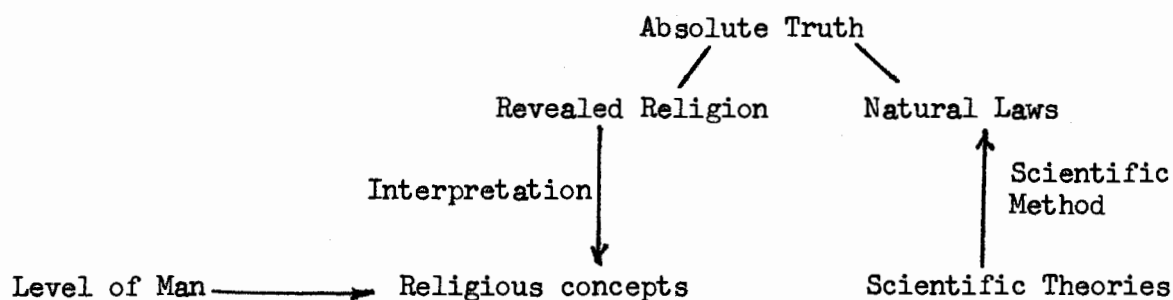 Absolute Truth
Revealed Religion Natural Laws
Interpretation
Scientific
Method
Level of Man Religious concepts Scientific Theories